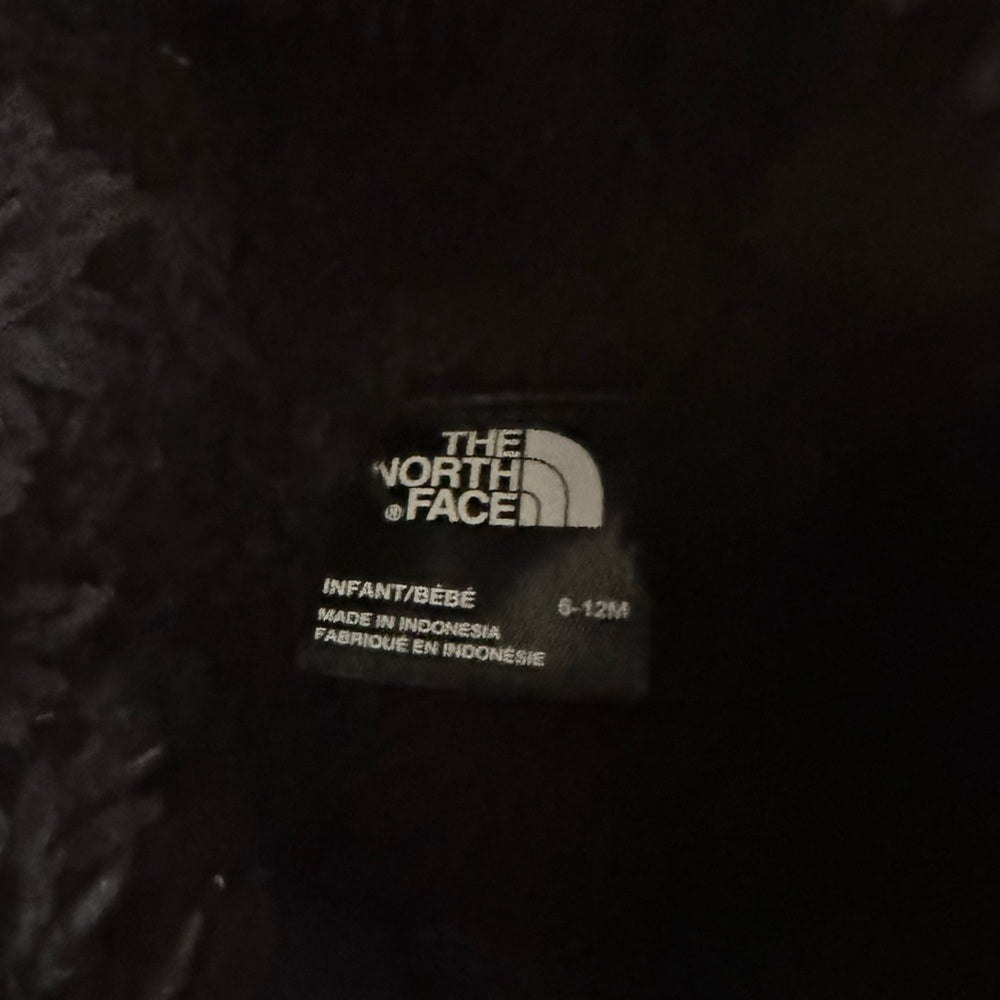 THE
NORTH
FACE
INFANT/BÉBÉ
6-12M
MADE IN INDONESIA
FABRIQUÉ EN INDONÉSIE